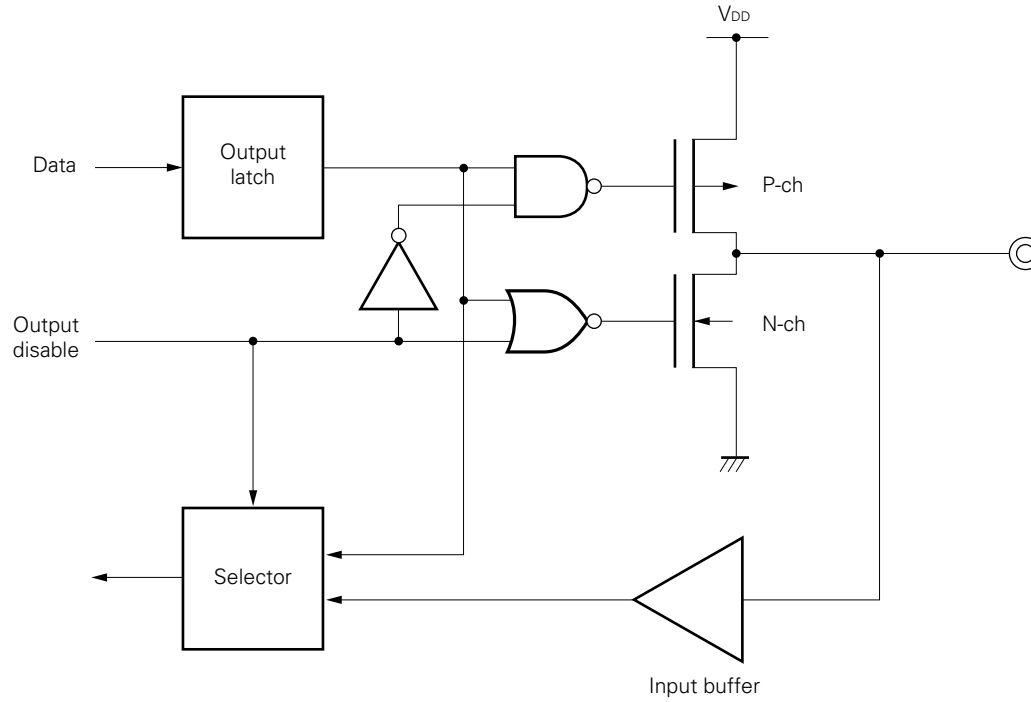 VDD
Output
latch
Data
P-ch
Output
disable
N-ch
Selector
Input buffer